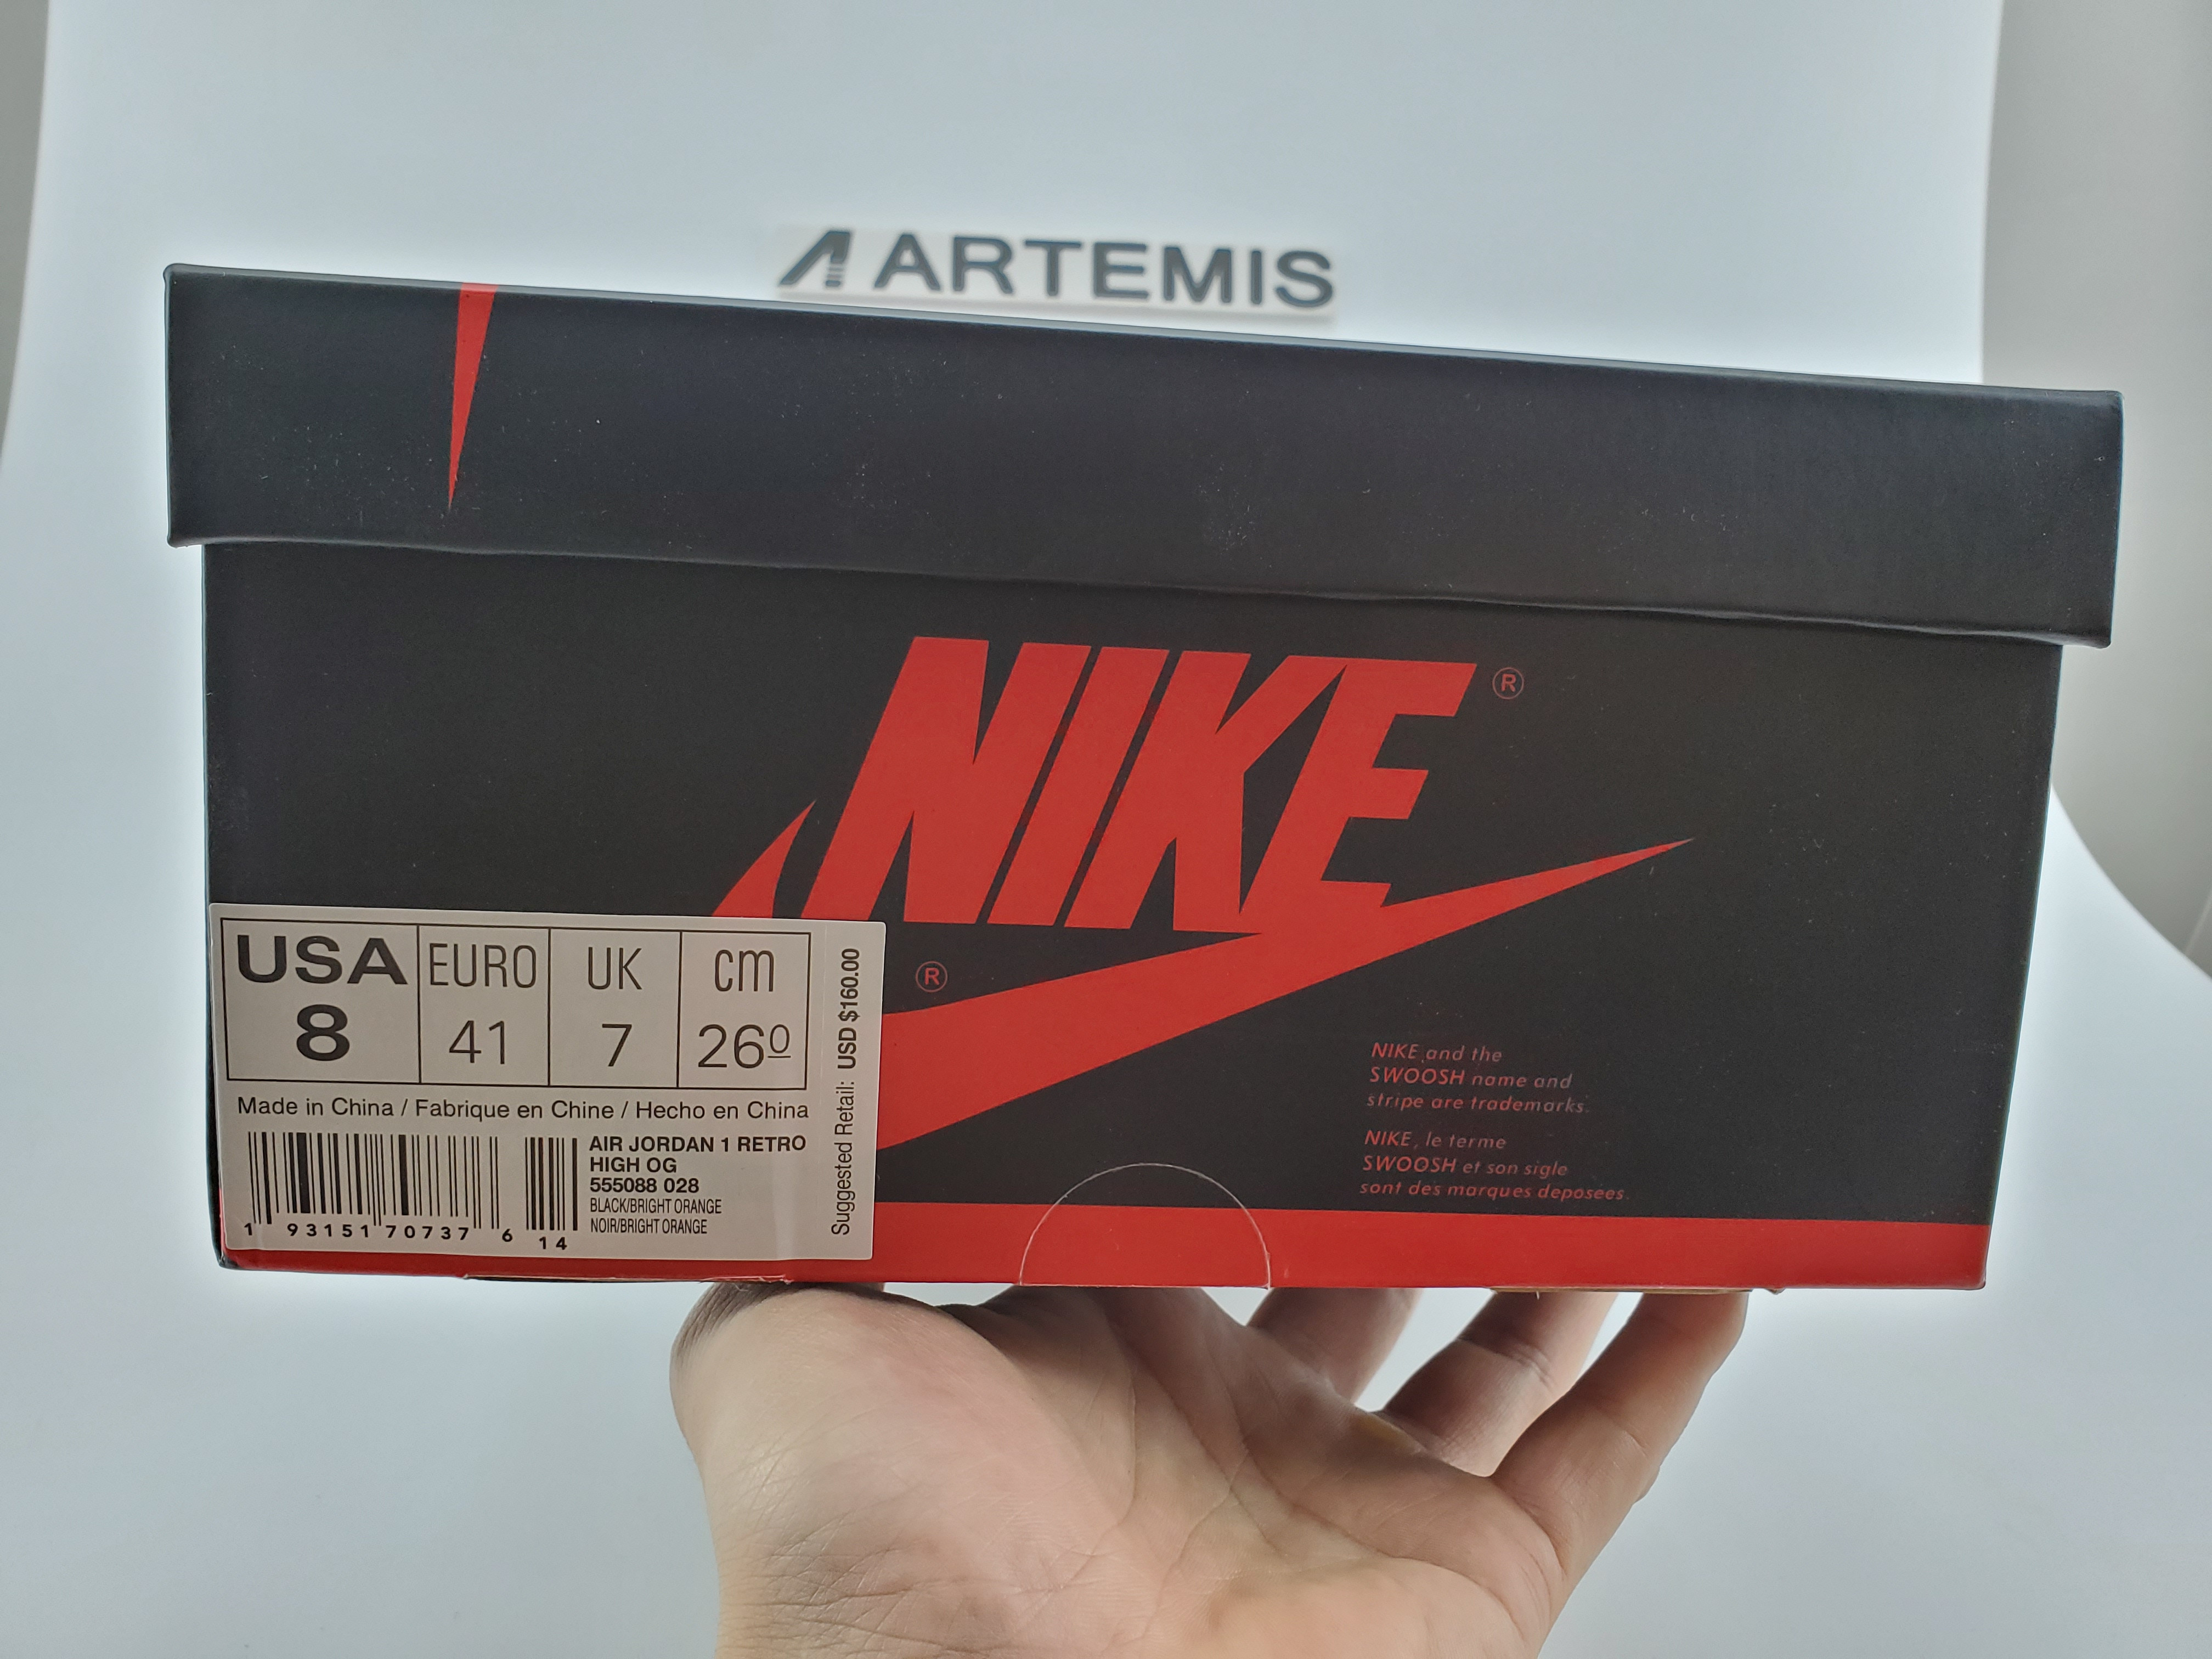 ARTEMIS
NIKE®
®
USA EURO UK cm
8 41 7 26⁰
Made in China / Fabrique en Chine / Hecho en China
AIR JORDAN 1 RETRO
HIGH OG
555088 028
BLACK/BRIGHT ORANGE
NOIR/BRIGHT ORANGE
1 93151 70737 6 14
Suggested Retail: USD $160.00
NIKE and the
SWOOSH name and
stripe are trademarks.
NIKE, le terme
SWOOSH et son sigle
sont des marques deposees.